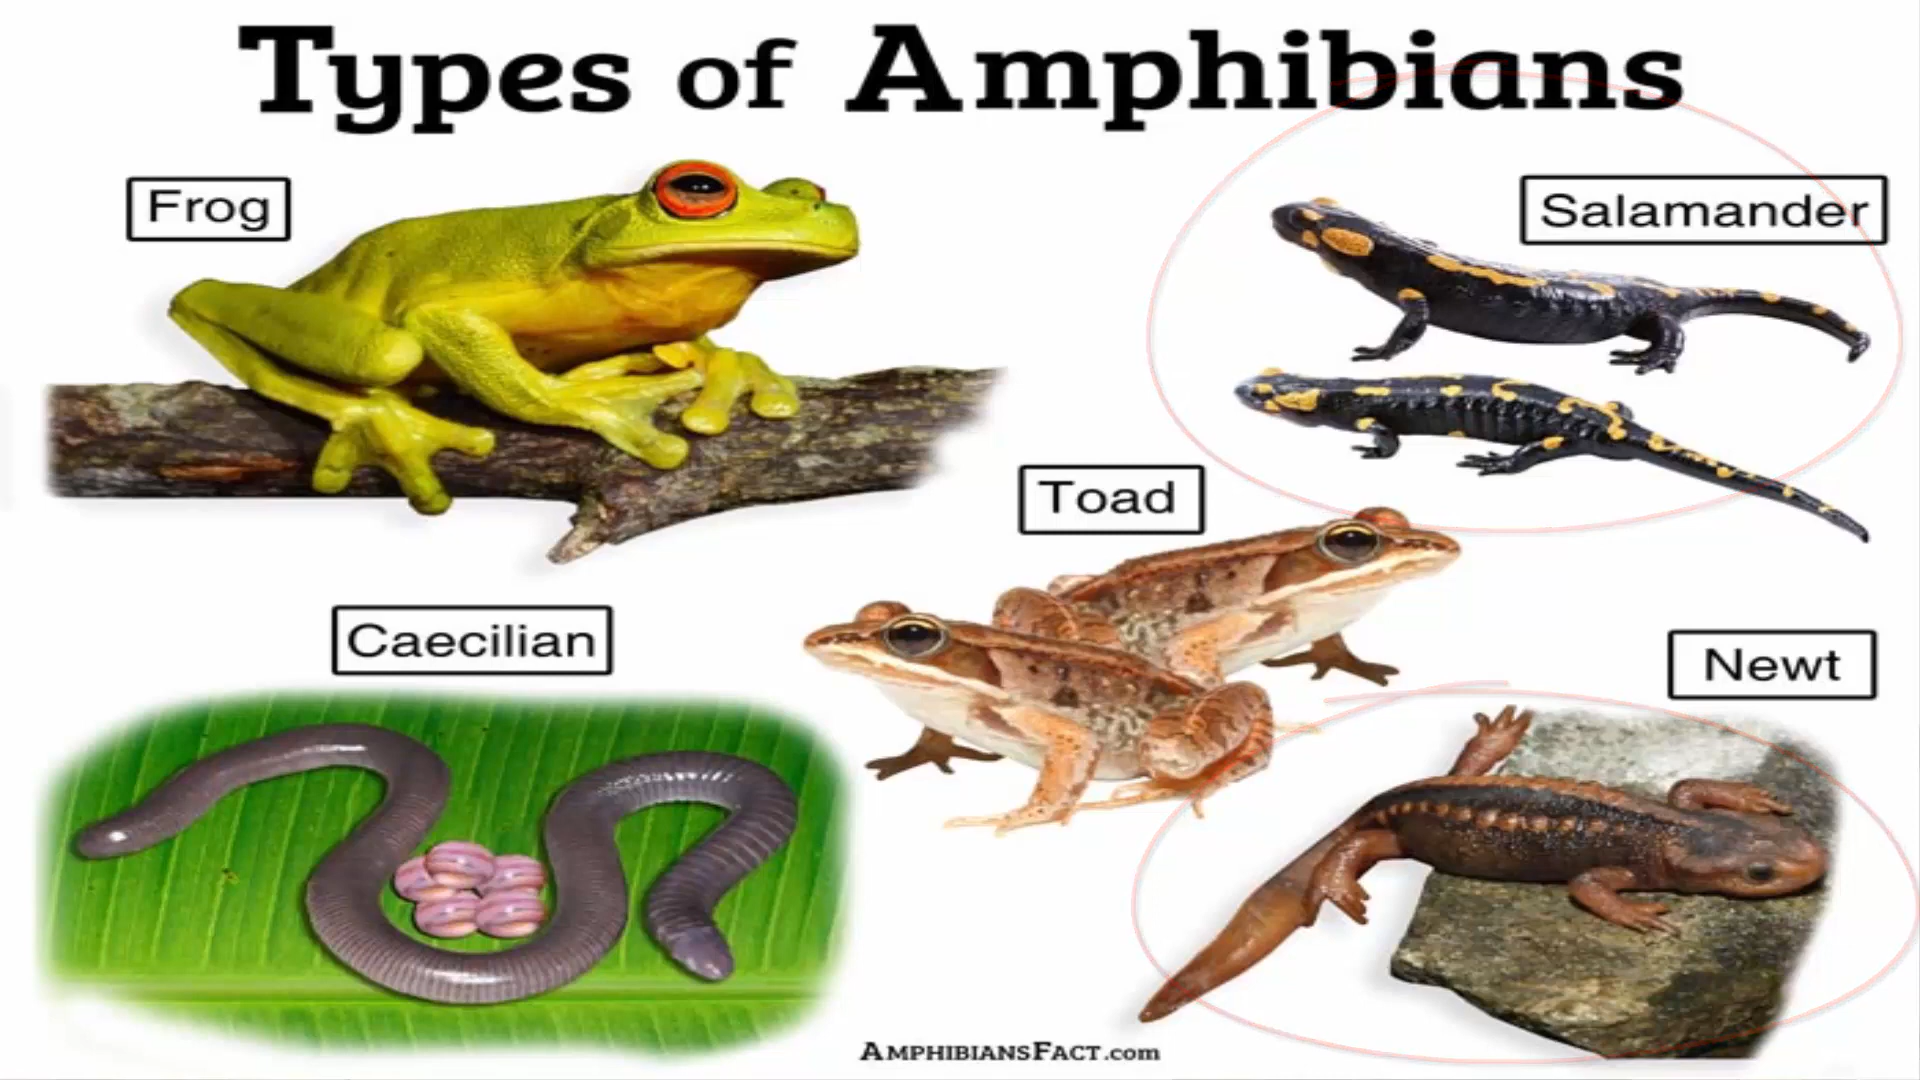 Types of Amphibians
Frog
Salamander
Toad
Caecilian
Newt
AMPHIBIANSFACT.com